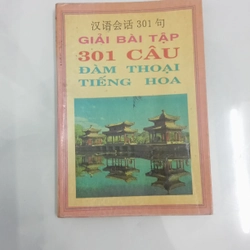 汉语会话 301 句
GIẢI BÀI TẬP
301 CÂU
ĐÀM THOẠI
TIẾNG HOA